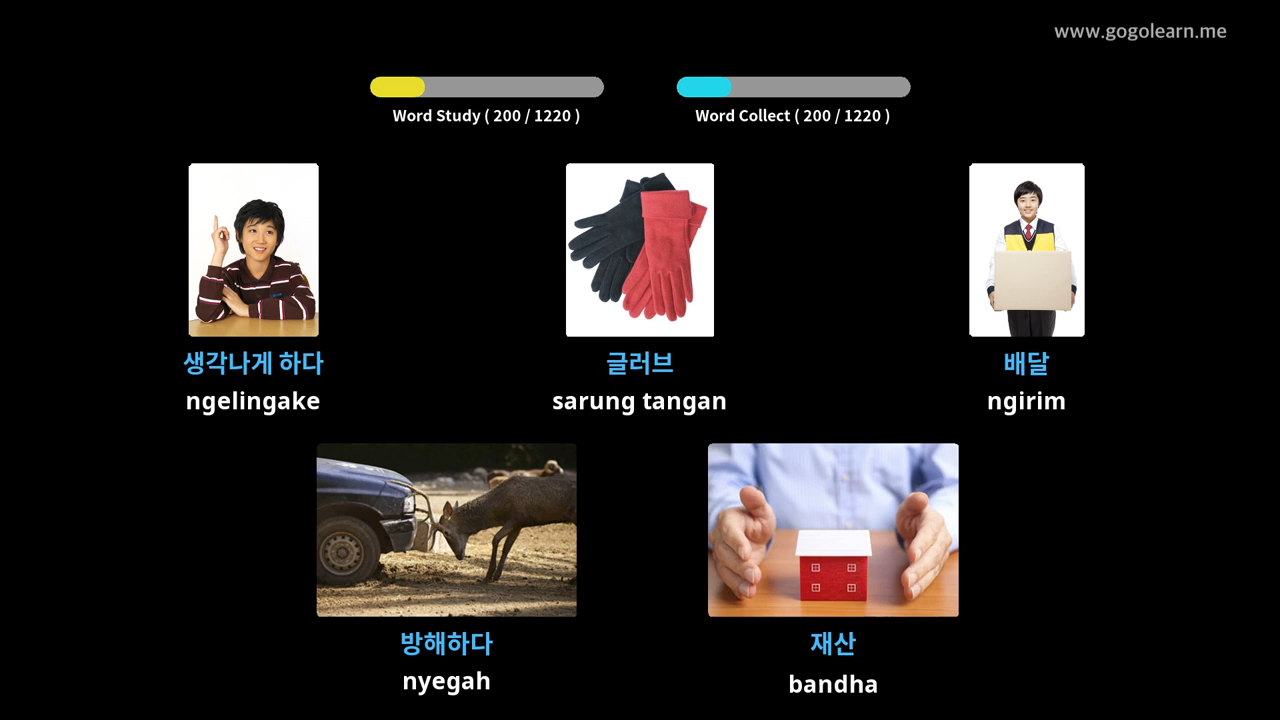 www.gogolearn.me
Word Study ( 200 / 1220 )
Word Collect ( 200 / 1220 )
생각나게 하다
글러브
배달
ngelingake
sarung tangan
ngirim
방해하다
재산
nyegah
bandha